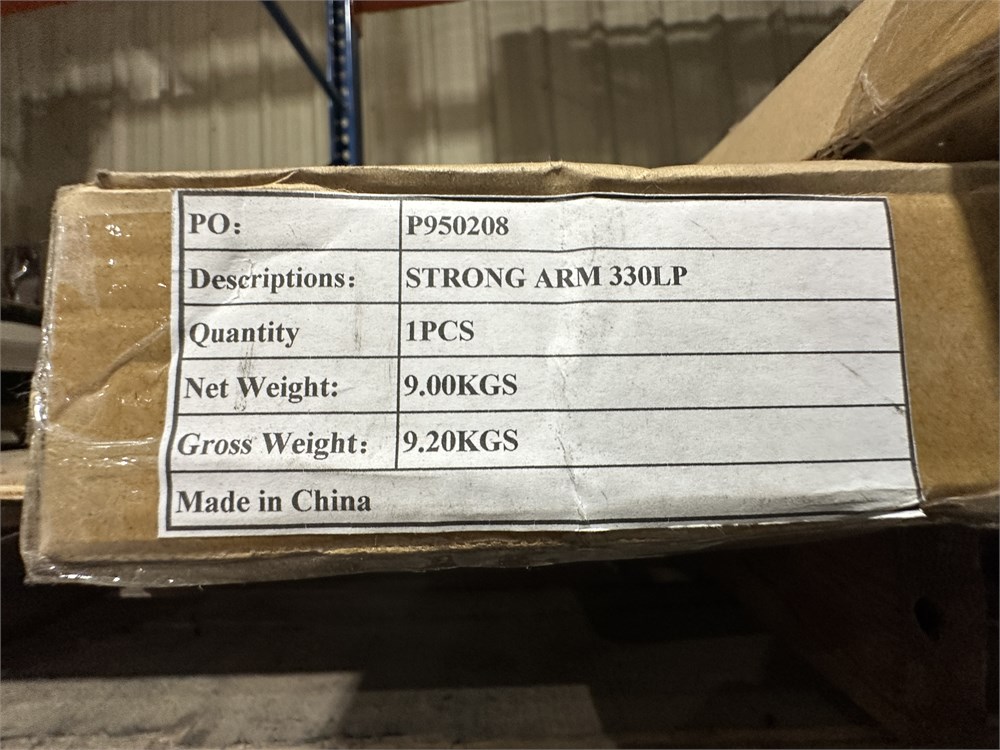 PO: P950208
Descriptions: STRONG ARM 330LP
Quantity 1PCS
Net Weight: 9.00KGS
Gross Weight: 9.20KGS
Made in China